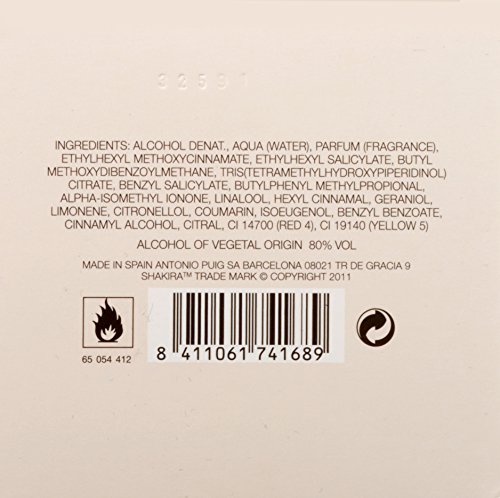 32591
INGREDIENTS: ALCOHOL DENAT., AQUA (WATER), PARFUM (FRAGRANCE),
ETHYLHEXYL METHOXYCINNAMATE, ETHYLHEXYL SALICYLATE, BUTYL
METHOXYDIBENZOYLMETHANE, TRIS(TETRAMETHYLHYDROXYPIPERIDINOL)
CITRATE, BENZYL SALICYLATE, BUTYLPHENYL METHYLPROPIONAL,
ALPHA-ISOMETHYL IONONE, LINALOOL, HEXYL CINNAMAL, GERANIOL,
LIMONENE, CITRONELLOL, COUMARIN, ISOEUGENOL, BENZYL BENZOATE,
CINNAMYL ALCOHOL, CITRAL, CI 14700 (RED 4), CI 19140 (YELLOW 5)
ALCOHOL OF VEGETAL ORIGIN 80% VOL
MADE IN SPAIN ANTONIO PUIG SA BARCELONA 08021 TR DE GRACIA 9
SHAKIRA™ TRADE MARK © COPYRIGHT 2011
65 054 412
8 411061 741689